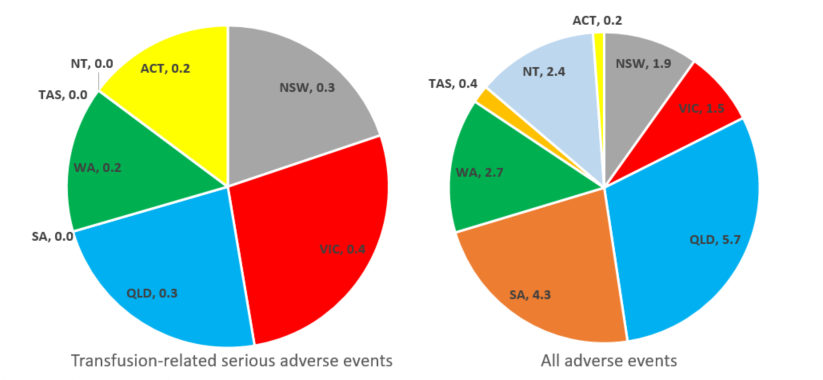 NT, 0.0
ACT, 0.2
NSW, 0.3
TAS, 0.0
WA, 0.2
SA, 0.0
VIC, 0.4
QLD, 0.3
Transfusion-related serious adverse events
ACT, 0.2
NSW, 1.9
NT, 2.4
TAS, 0.4
VIC, 1.5
WA, 2.7
QLD, 5.7
SA, 4.3
All adverse events